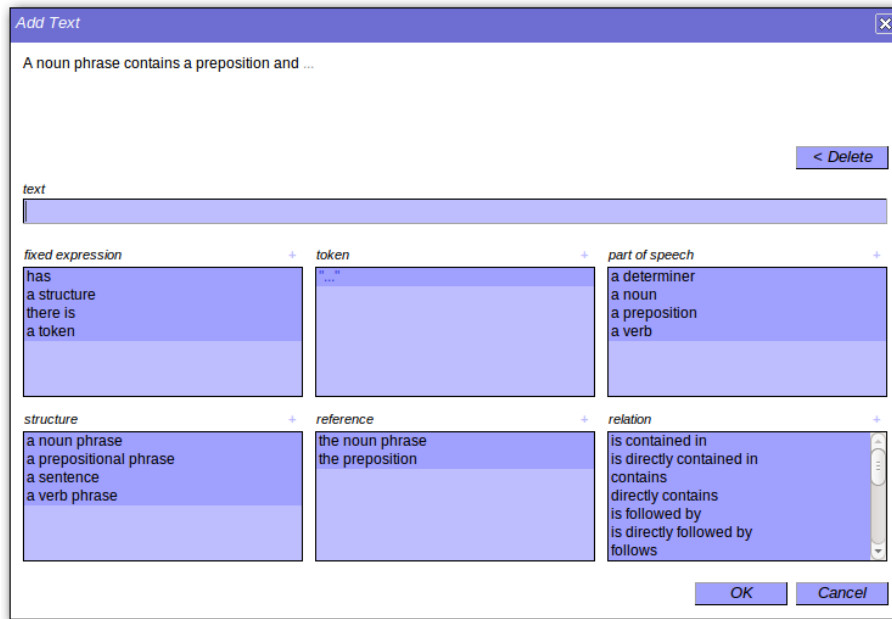 Add Text
A noun phrase contains a preposition and ...
< Delete
text
fixed expression +
has
a structure
there is
a token
token +
"..."
part of speech +
a determiner
a noun
a preposition
a verb
structure +
a noun phrase
a prepositional phrase
a sentence
a verb phrase
reference +
the noun phrase
the preposition
relation +
is contained in
is directly contained in
contains
directly contains
is followed by
is directly followed by
follows
OK
Cancel